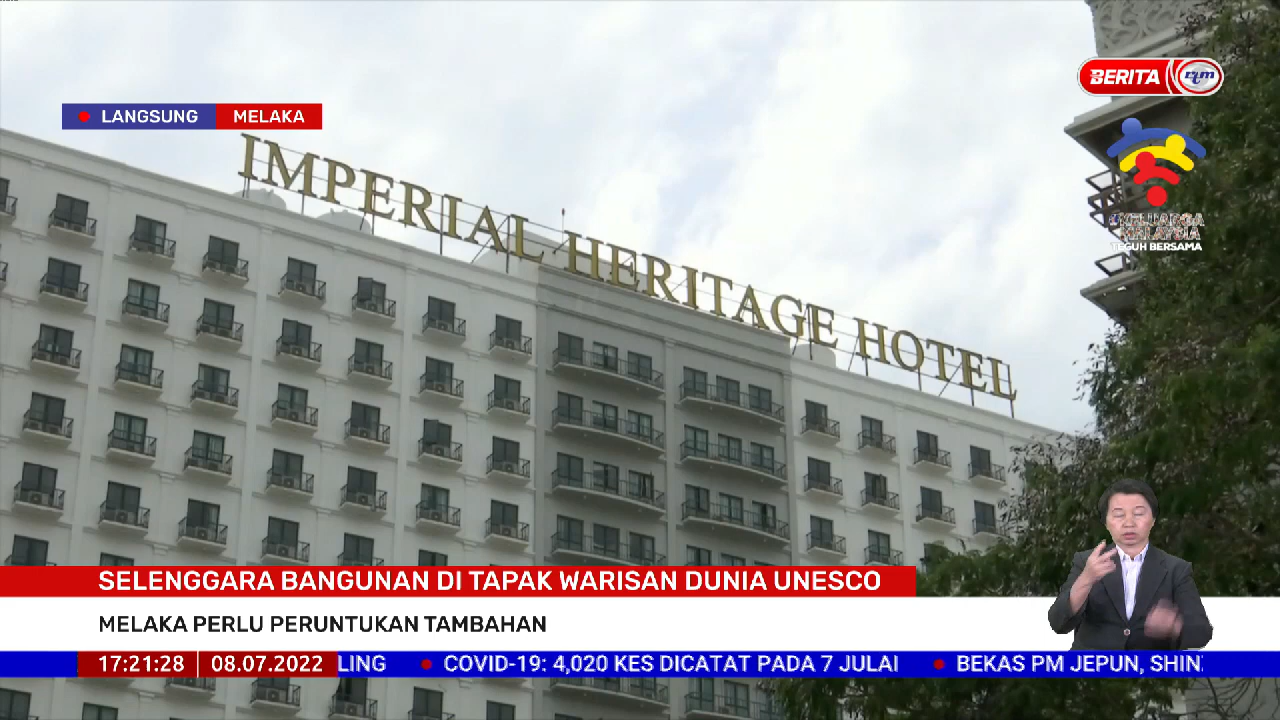 BERITA rtm
LANGSUNG MELAKA
IMPERIAL HERITAGE HOTEL
#KELUARGA
MALAYSIA
TEGUH BERSAMA
SELENGGARA BANGUNAN DI TAPAK WARISAN DUNIA UNESCO
MELAKA PERLU PERUNTUKAN TAMBAHAN
17:21:28 08.07.2022 LING • COVID-19: 4,020 KES DICATAT PADA 7 JULAI • BEKAS PM JEPUN, SHIN